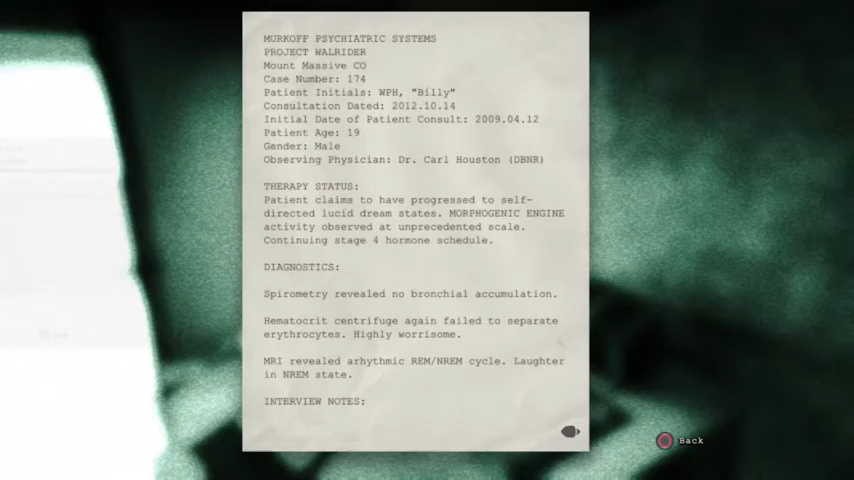 MURKOFF PSYCHIATRIC SYSTEMS
PROJECT WALRIDER
Mount Massive CO
Case Number: 174
Patient Initials: WPH, "Billy"
Consultation Dated: 2012.10.14
Initial Date of Patient Consult: 2009.04.12
Patient Age: 19
Gender: Male
Observing Physician: Dr. Carl Houston (DBNR)
THERAPY STATUS:
Patient claims to have progressed to self-
directed lucid dream states. MORPHOGENIC ENGINE
activity observed at unprecedented scale.
Continuing stage 4 hormone schedule.
DIAGNOSTICS:
Spirometry revealed no bronchial accumulation.
Hematocrit centrifuge again failed to separate
erythrocytes. Highly worrisome.
MRI revealed arhythmic REM/NREM cycle. Laughter
in NREM state.
INTERVIEW NOTES:
Back